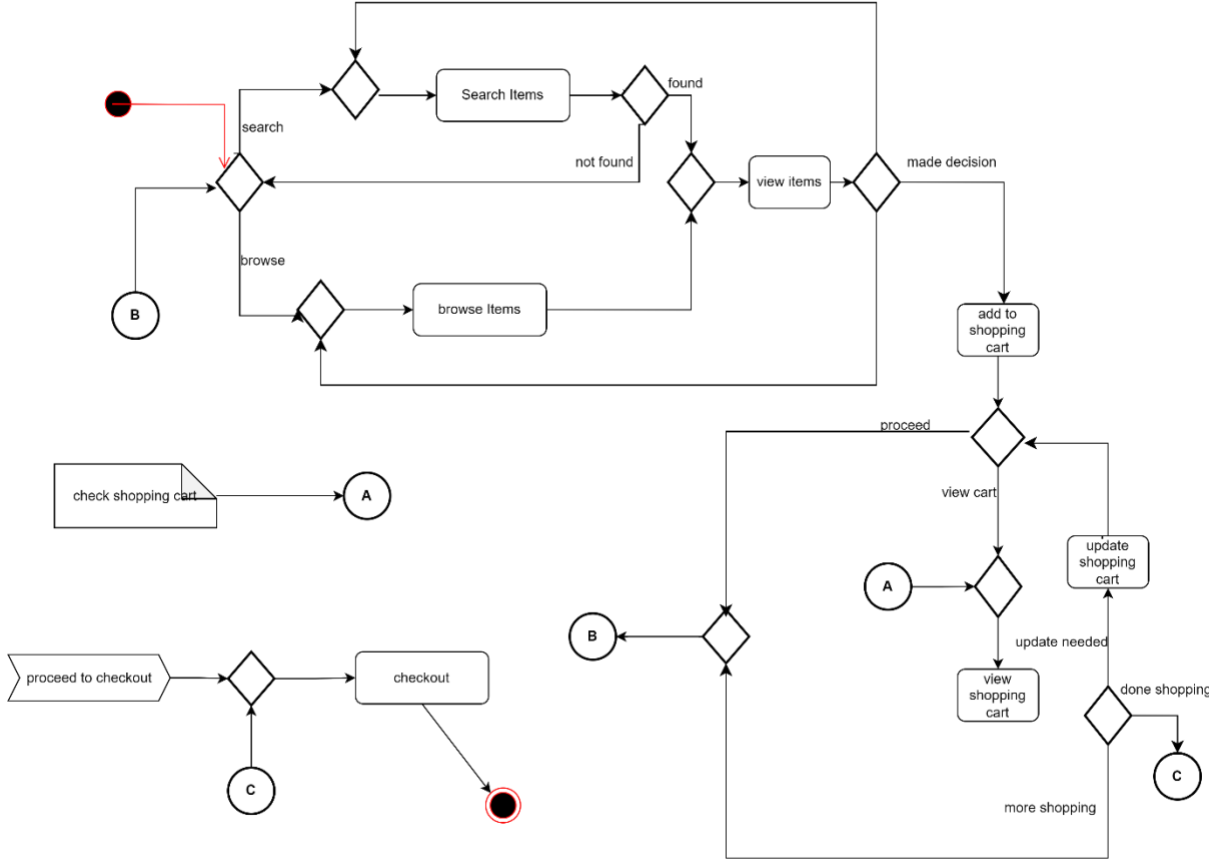 found
Search Items
search
not found
view items
made decision
browse
browse Items
B
add to
shopping
cart
proceed
check shopping cart
A
view cart
update
shopping
cart
A
B
update needed
proceed to checkout
checkout
view
shopping
cart
done shopping
C
C
more shopping